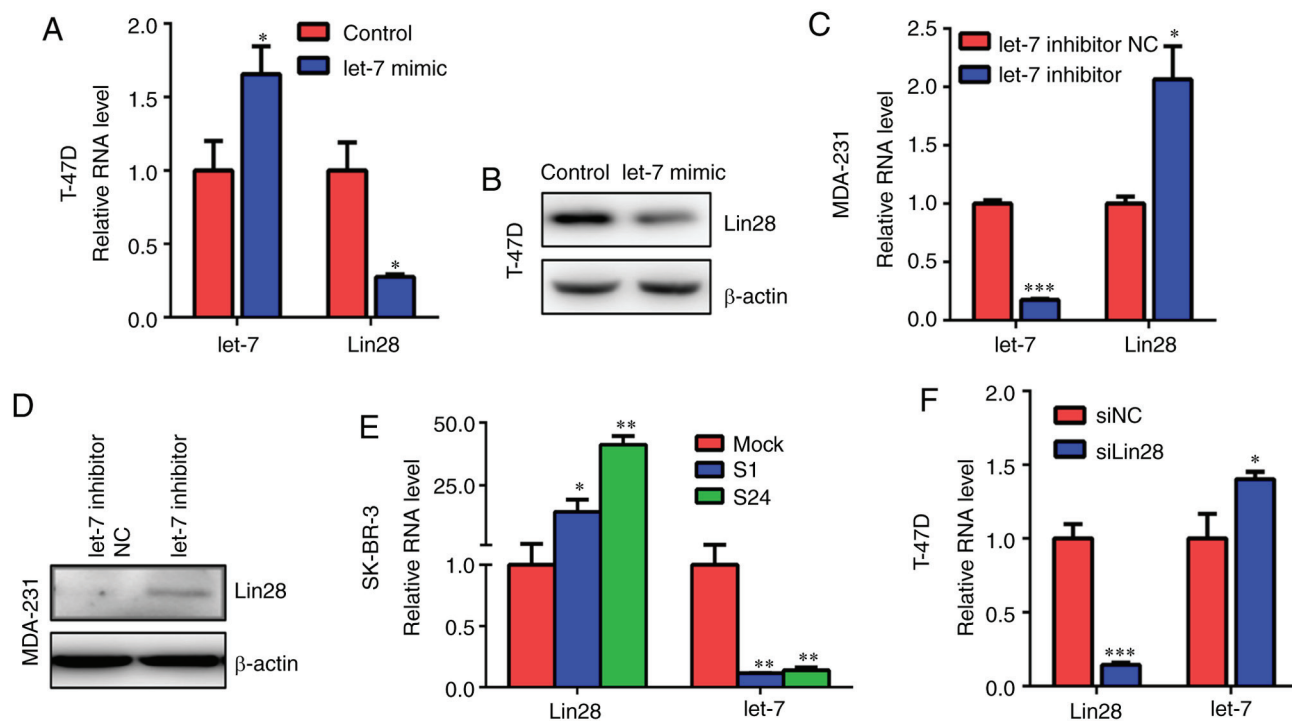 A
T-47D
Relative RNA level
2.0
1.5
1.0
0.5
0.0
*
*
Control
let-7 mimic
let-7
Lin28
B
Control let-7 mimic
T-47D
Lin28
β-actin
C
MDA-231
Relative RNA level
2.5
2.0
1.5
1.0
0.5
0.0
let-7 inhibitor NC
let-7 inhibitor
***
*
let-7
Lin28
D
let-7 inhibitor
NC
let-7 inhibitor
MDA-231
Lin28
β-actin
E
SK-BR-3
Relative RNA level
50.0
25.0
1.0
0.5
0.0
*
**
**
**
Mock
S1
S24
Lin28
let-7
F
T-47D
Relative RNA level
2.0
1.5
1.0
0.5
0.0
siNC
siLin28
***
*
Lin28
let-7